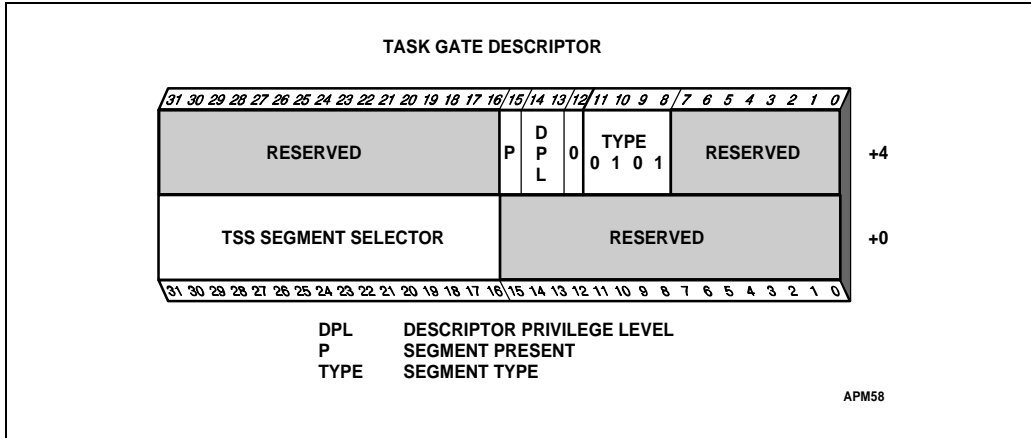 TASK GATE DESCRIPTOR
31 30 29 28 27 26 25 24 23 22 21 20 19 18 17 16 15 14 13 12 11 10 9 8 7 6 5 4 3 2 1 0
RESERVED P D P L 0 TYPE 0 1 0 1 RESERVED +4
TSS SEGMENT SELECTOR RESERVED +0
31 30 29 28 27 26 25 24 23 22 21 20 19 18 17 16 15 14 13 12 11 10 9 8 7 6 5 4 3 2 1 0
DPL DESCRIPTOR PRIVILEGE LEVEL
P SEGMENT PRESENT
TYPE SEGMENT TYPE
APM58